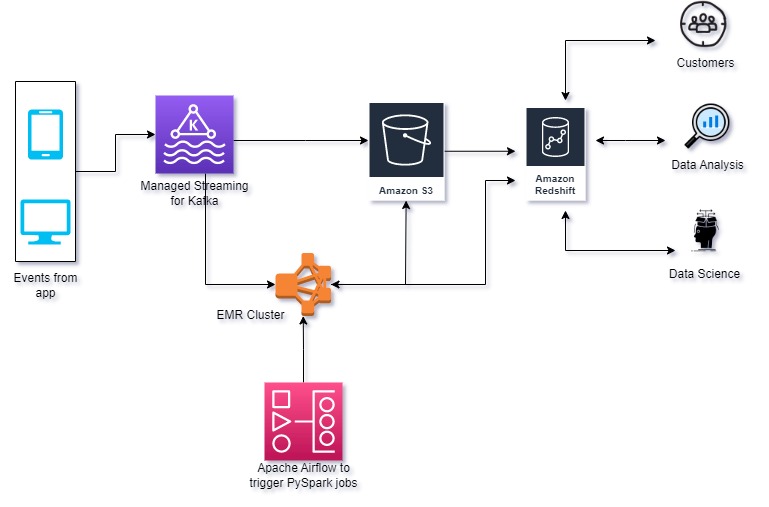 Customers
K
Managed Streaming
for Kafka
Amazon S3
Amazon
Redshift
Data Analysis
Events from
app
Data Science
EMR Cluster
Apache Airflow to
trigger PySpark jobs